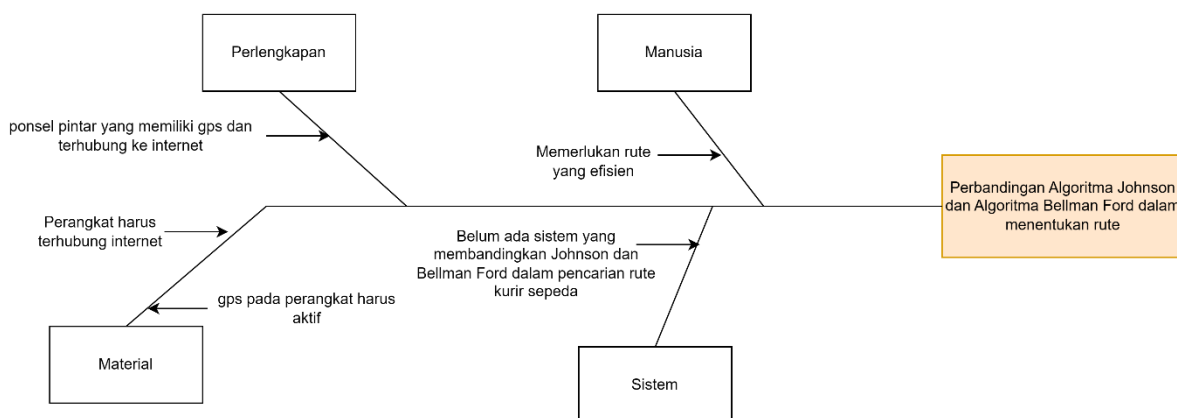 Perlengkapan
Manusia
ponsel pintar yang memiliki gps dan
terhubung ke internet
Memerlukan rute
yang efisien
Perbandingan Algoritma Johnson
dan Algoritma Bellman Ford dalam
menentukan rute
Perangkat harus
terhubung internet
Belum ada sistem yang
membandingkan Johnson dan
Bellman Ford dalam pencarian rute
kurir sepeda
gps pada perangkat harus
aktif
Material
Sistem